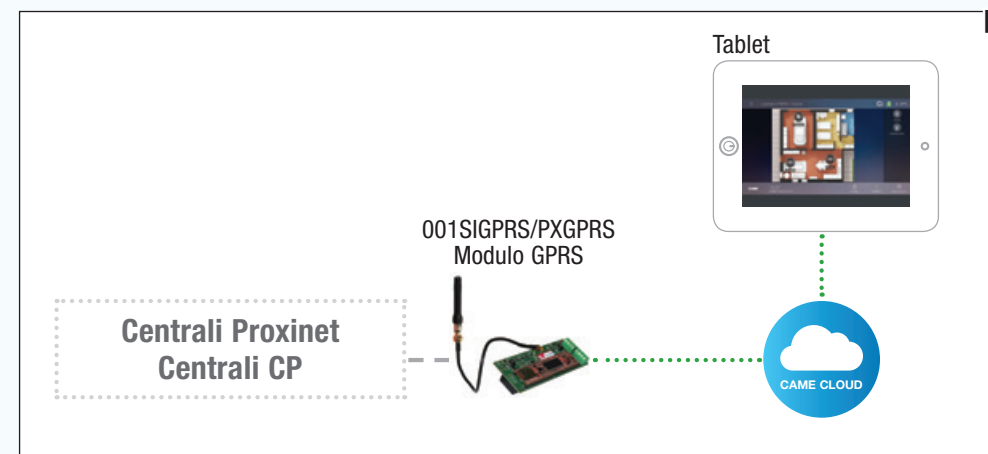 Tablet
001SIGPRS/PXGPRS
Modulo GPRS
Centrali Proxinet
Centrali CP
CAME CLOUD